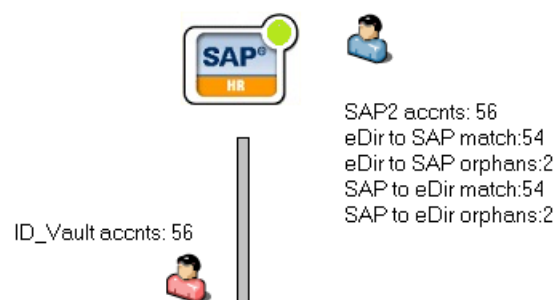 SAP®
HR
SAP2 accnts: 56
eDir to SAP match:54
eDir to SAP orphans:2
SAP to eDir match:54
SAP to eDir orphans:2
ID_Vault accnts: 56